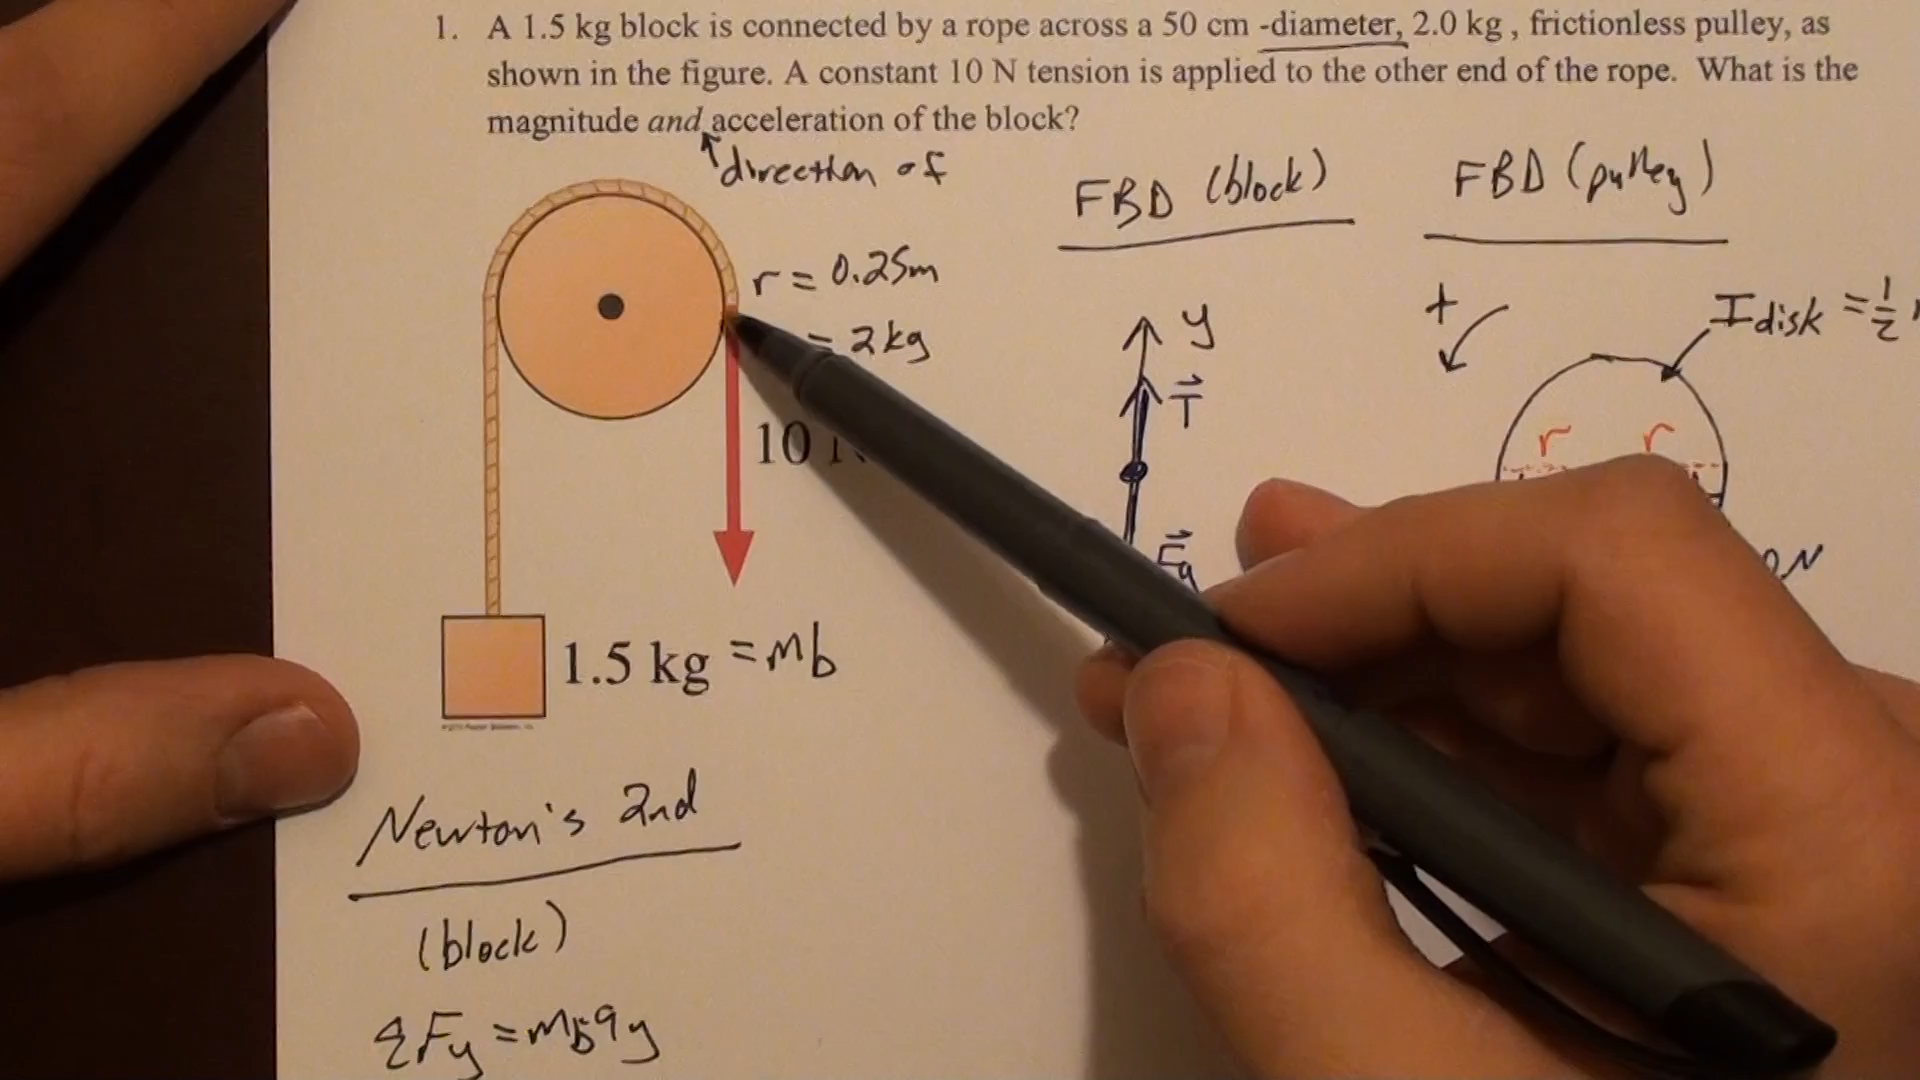 1. A 1.5 kg block is connected by a rope across a 50 cm -diameter, 2.0 kg , frictionless pulley, as
shown in the figure. A constant 10 N tension is applied to the other end of the rope. What is the
magnitude and acceleration of the block?
direction of
FBD (block)
FBD (pulley)
r = 0.25m
= 2kg
10 N
y
T
Fg
+
Idisk = 1/2
r r
0N
1.5 kg = mb
Newton's 2nd
(block)
ΣFy = mbay